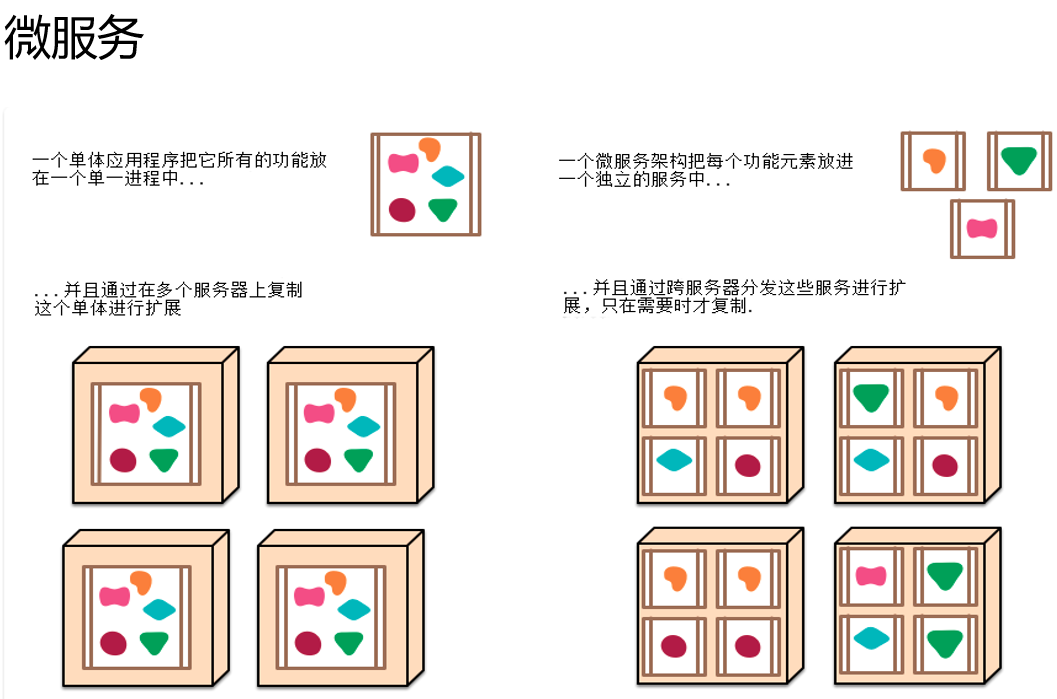 微服务
一个单体应用程序把它所有的功能放
在一个单一进程中...
一个微服务架构把每个功能元素放进
一个独立的服务中...
...并且通过在多个服务器上复制
这个单体进行扩展
...并且通过跨服务器分发这些服务进行扩
展，只在需要时才复制.